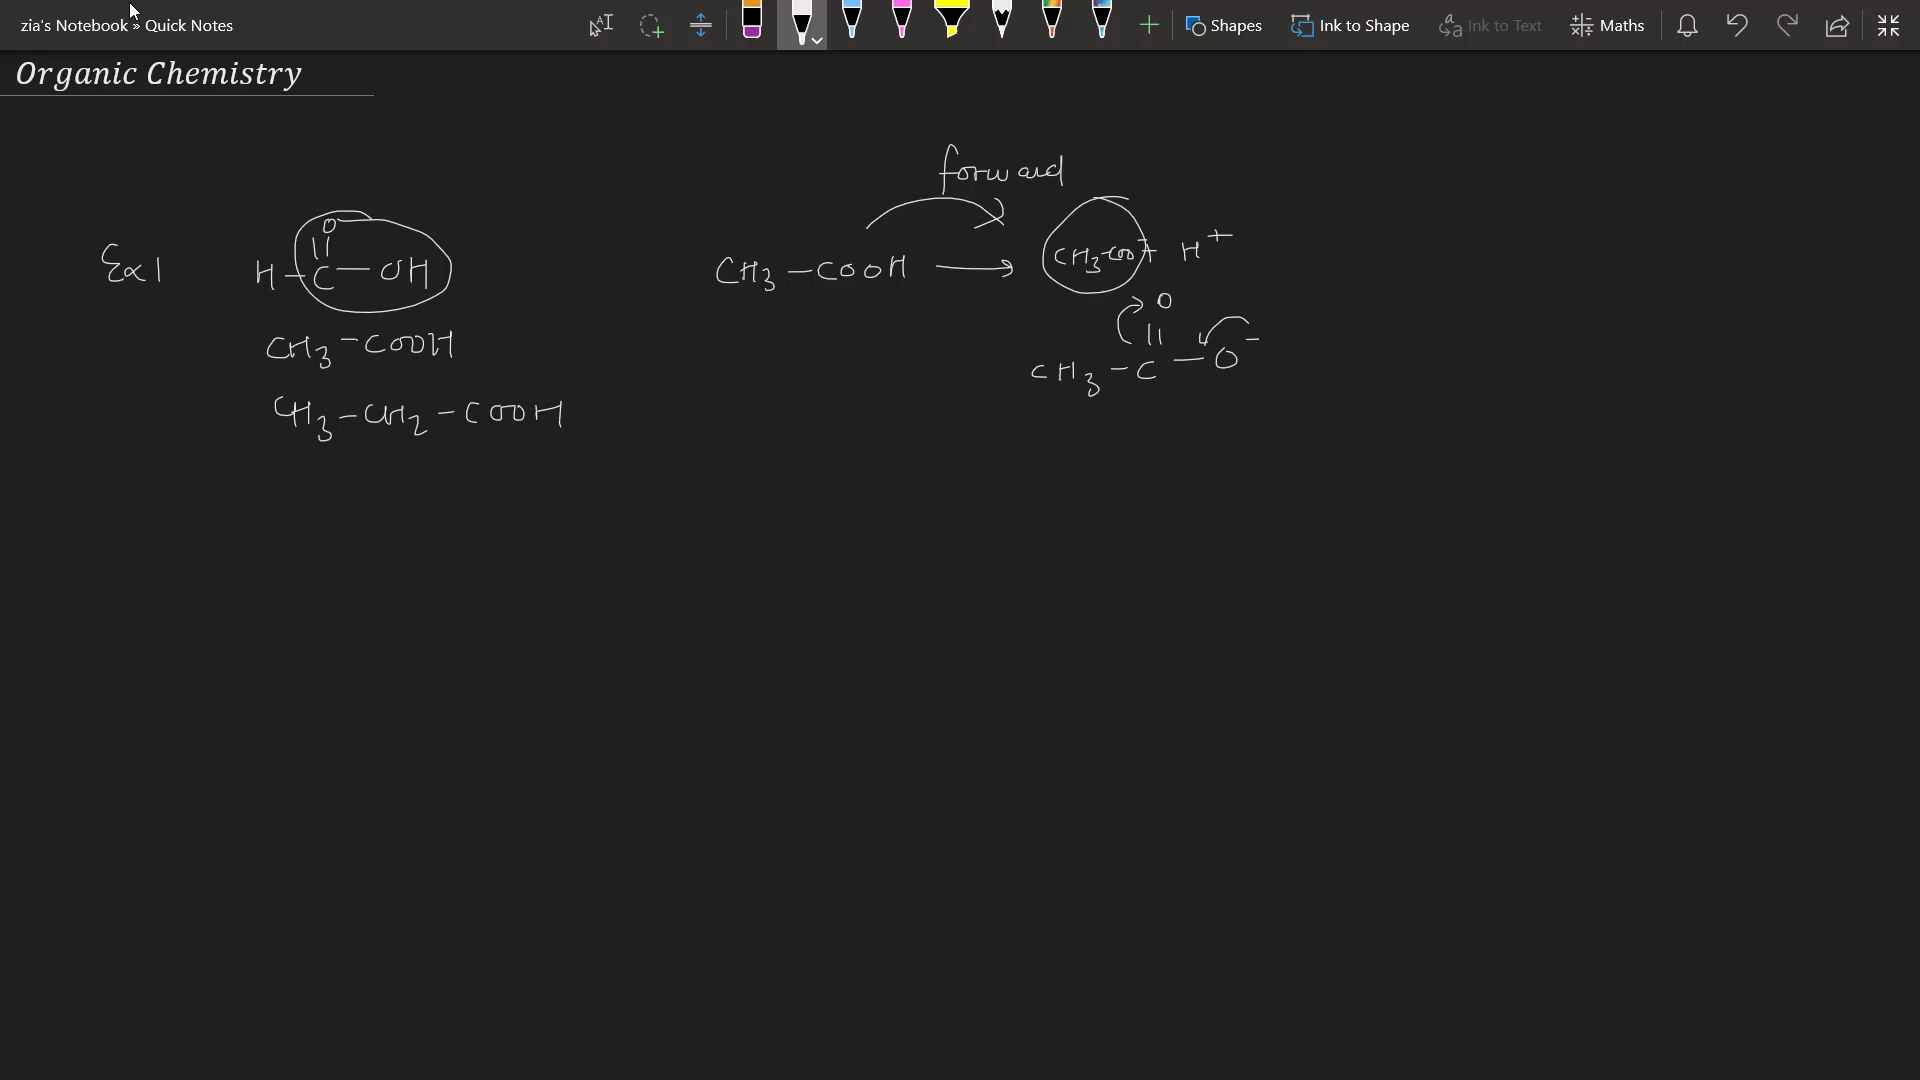 zia's Notebook » Quick Notes
Shapes
Ink to Shape
Ink to Text
Maths
Organic Chemistry
forward
Ex 1
O
||
H - C - OH
CH3 - COOH → CH3-COO⁻ + H⁺
CH3 - COOH
CH3 - CH2 - COOH
O
||
CH3 - C - O⁻